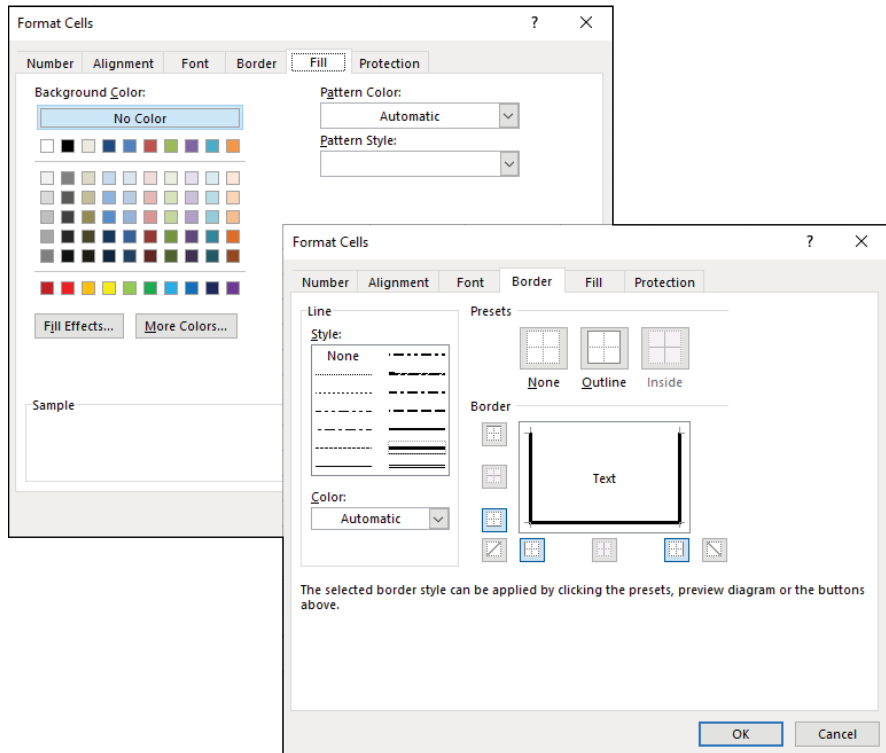 Format Cells ? ×
Number Alignment Font Border Fill Protection
Background Color:
No Color
Pattern Color:
Automatic
Pattern Style:
Fill Effects... More Colors...
Sample
Format Cells ? ×
Number Alignment Font Border Fill Protection
Line
Style:
None
Color:
Automatic
Presets
None Outline Inside
Border
Text
The selected border style can be applied by clicking the presets, preview diagram or the buttons
above.
OK Cancel